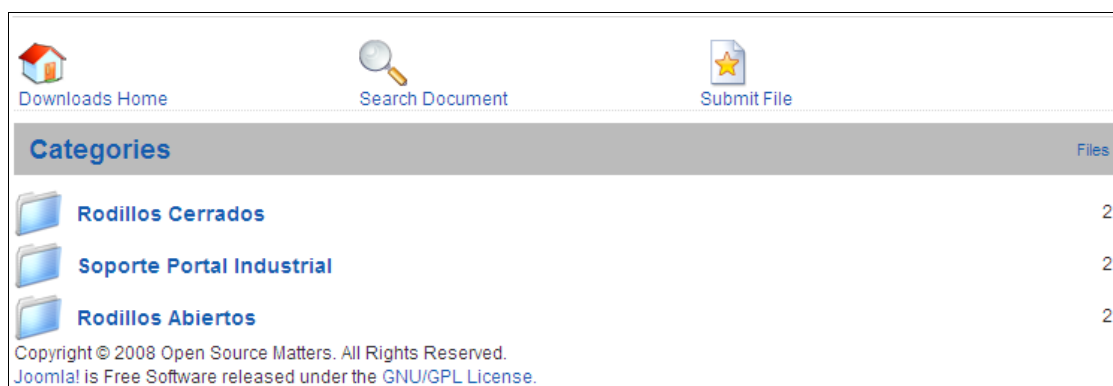 Downloads Home Search Document Submit File
Categories Files
Rodillos Cerrados 2
Soporte Portal Industrial 2
Rodillos Abiertos 2
Copyright © 2008 Open Source Matters. All Rights Reserved.
Joomla! is Free Software released under the GNU/GPL License.